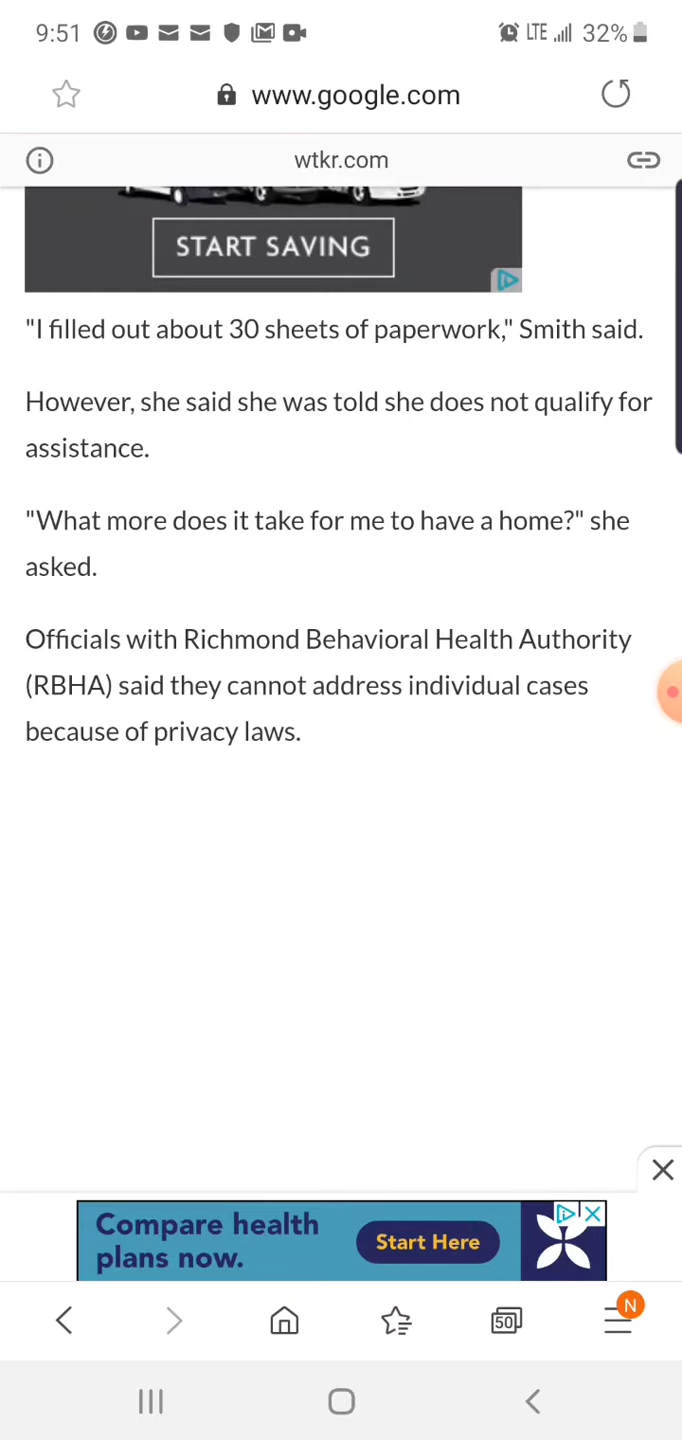 9:51
LTE 32%
www.google.com
wtkr.com
START SAVING
"I filled out about 30 sheets of paperwork," Smith said.
However, she said she was told she does not qualify for
assistance.
"What more does it take for me to have a home?" she
asked.
Officials with Richmond Behavioral Health Authority
(RBHA) said they cannot address individual cases
because of privacy laws.
Compare health
plans now.
Start Here
50
N